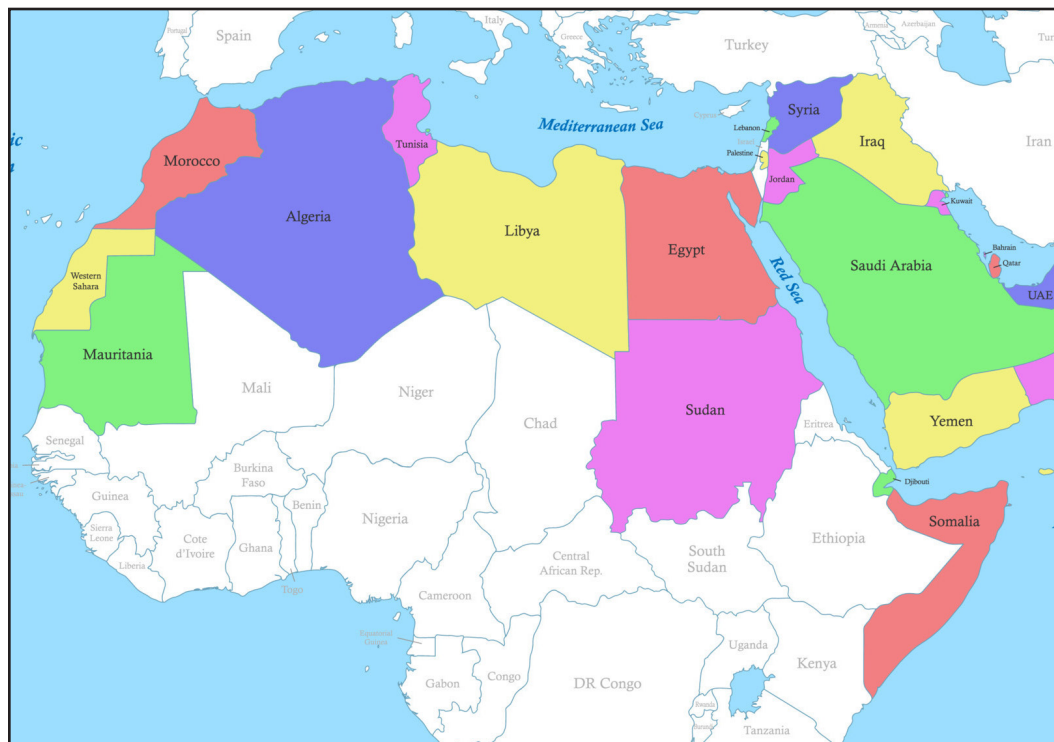 Portugal
Spain
Italy
Greece
Turkey
Armenia
Azerbaijan
Mediterranean Sea
Cyprus
Syria
Lebanon
Israel
Palestine
Iraq
Iran
Jordan
Kuwait
Morocco
Tunisia
Algeria
Libya
Egypt
Red Sea
Saudi Arabia
Bahrain
Qatar
UAE
Western
Sahara
Mauritania
Mali
Niger
Chad
Sudan
Eritrea
Yemen
Djibouti
Senegal
Guinea
Sierra
Leone
Liberia
Cote
d'Ivoire
Burkina
Faso
Ghana
Togo
Benin
Nigeria
Cameroon
Central
African Rep.
South
Sudan
Ethiopia
Somalia
Equatorial
Guinea
Gabon
Congo
DR Congo
Uganda
Kenya
Rwanda
Burundi
Tanzania